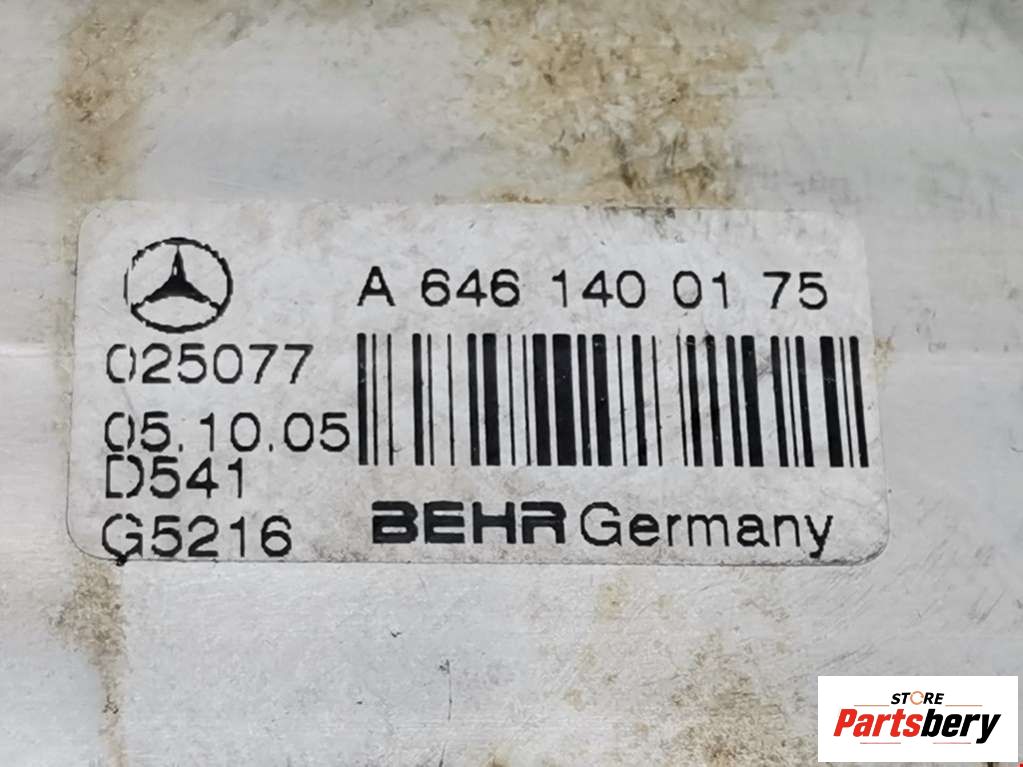 A 646 140 01 75
025077
05.10.05
D541
G5216
BEHR Germany
STORE
Partsbery